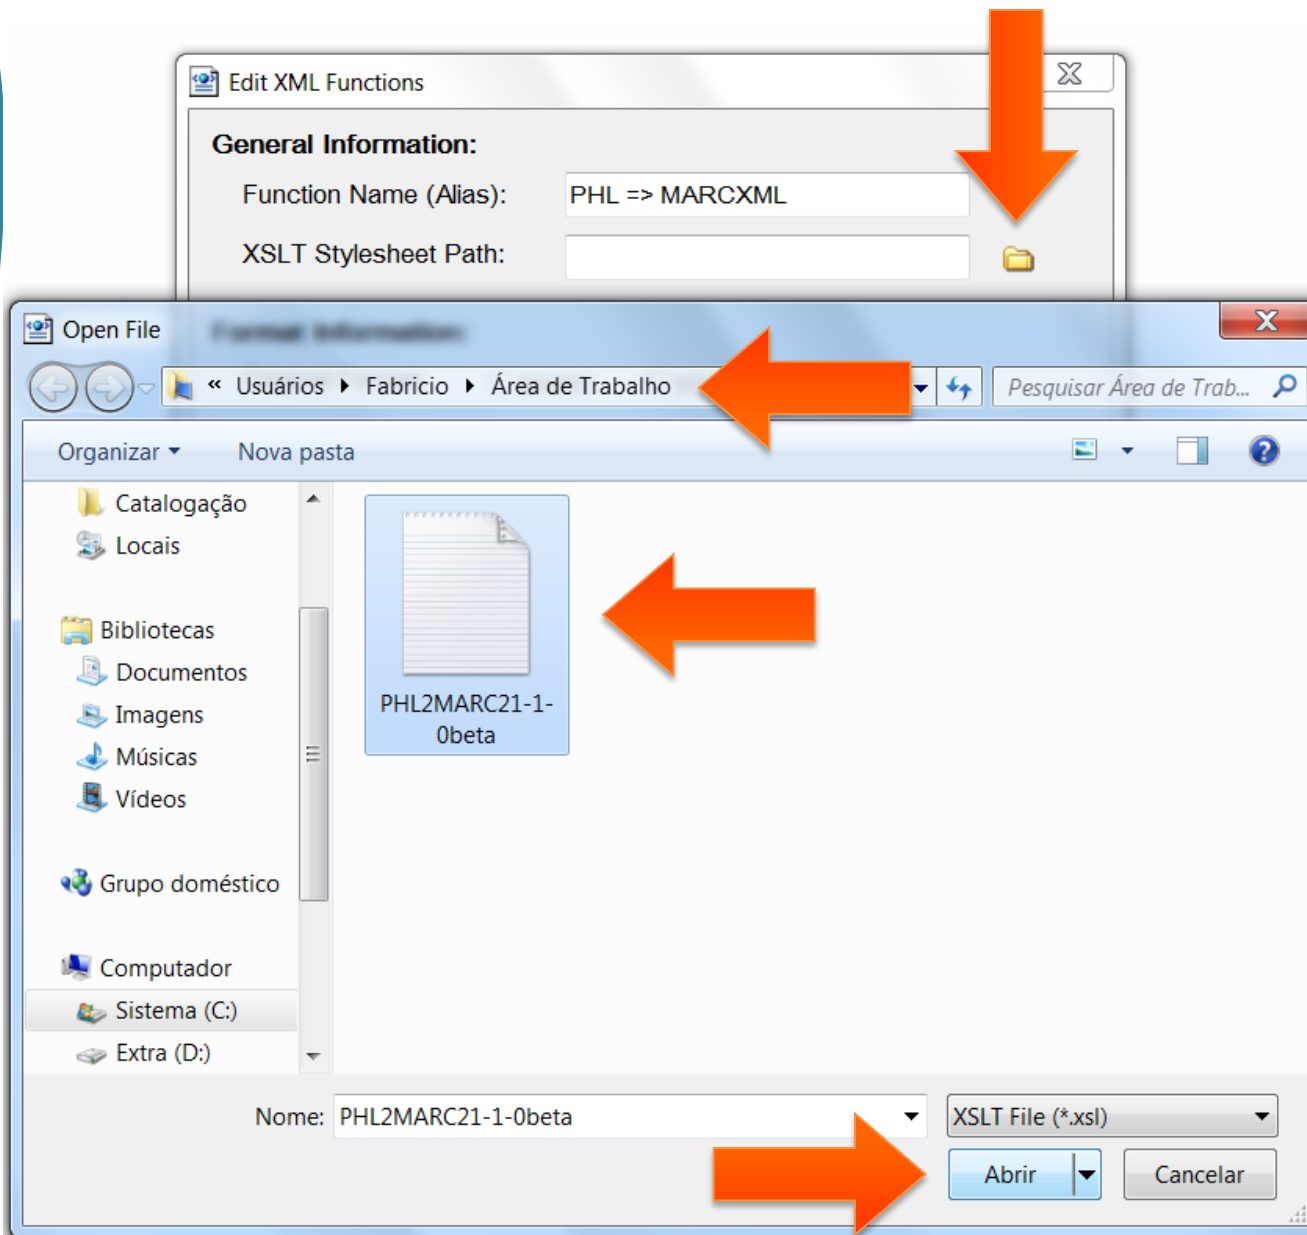 Edit XML Functions
General Information:
Function Name (Alias):
PHL => MARCXML
XSLT Stylesheet Path:
Open File
Format Information:
« Usuários Fabricio Área de Trabalho
Pesquisar Área de Trab...
Organizar
Nova pasta
Catalogação
Locais
Bibliotecas
Documentos
Imagens
Músicas
Vídeos
Grupo doméstico
Computador
Sistema (C:)
Extra (D:)
PHL2MARC21-1-
0beta
Nome: PHL2MARC21-1-0beta
XSLT File (*.xsl)
Abrir
Cancelar